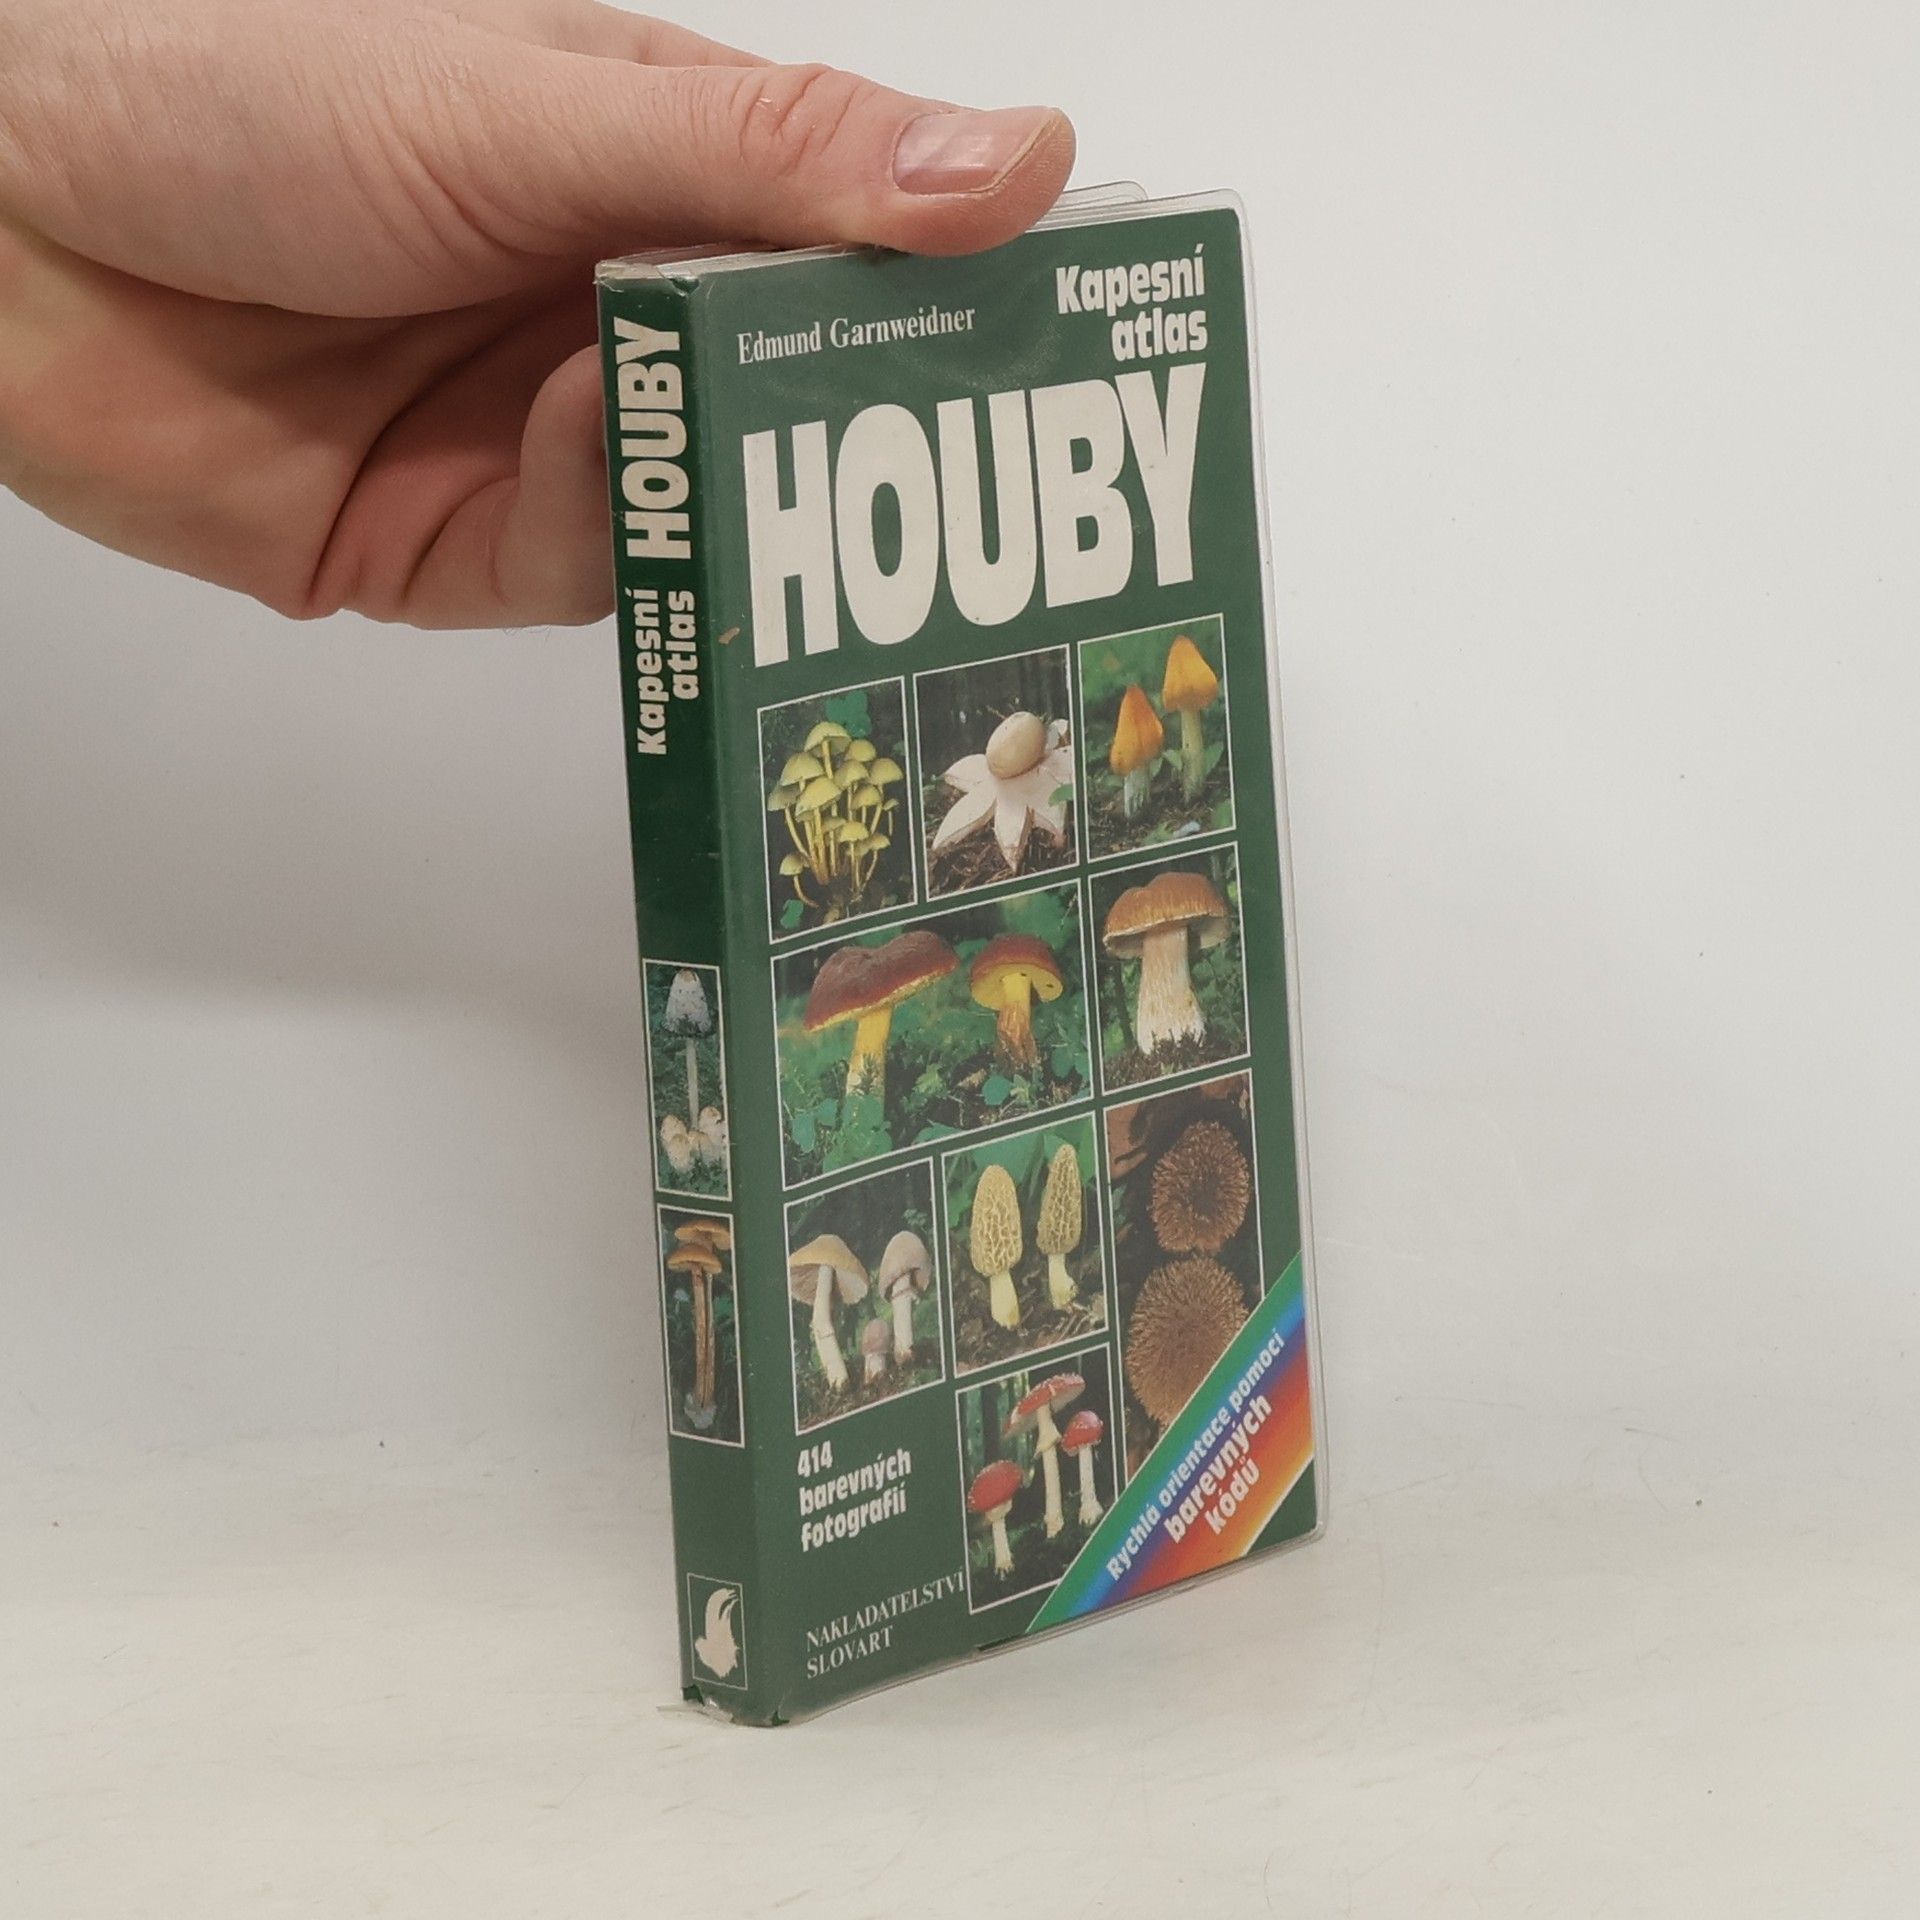 Kapesní
atlas HOUBY
Edmund Garnweidner
Kapesní
atlas
HOUBY
414
barevných
fotografií
NAKLADATELSTVÍ
SLOVART
Rychlá orientace pomocí
barevných
kódů